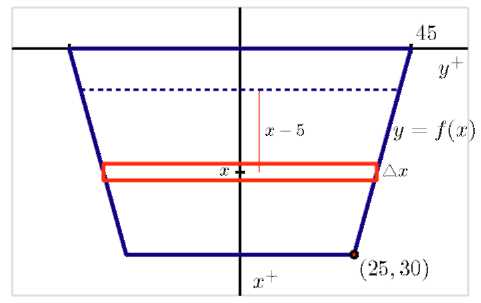 45
y⁺
x − 5
y = f(x)
x
△x
(25, 30)
x⁺